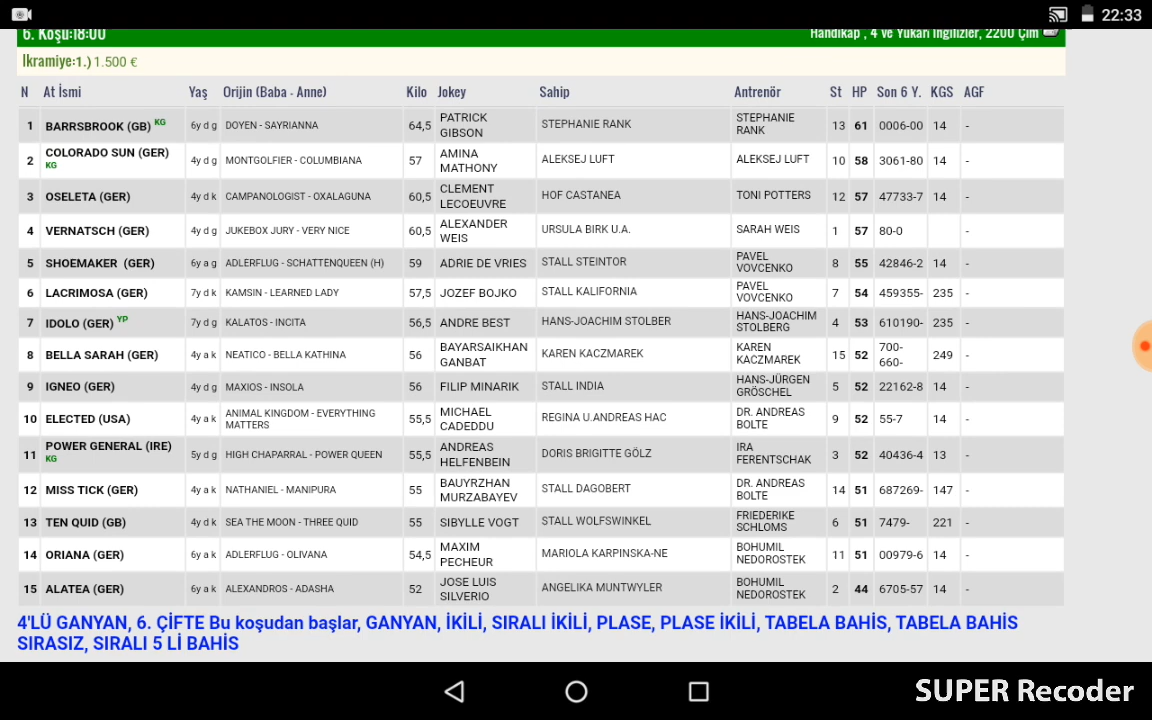 22:33
6. Koşu:18:00 Handikap , 4 ve Yukarı İngilizler, 2200 Çim
İkramiye:1.) 1.500 €
N At İsmi Yaş Orijin (Baba - Anne) Kilo Jokey Sahip Antrenör St HP Son 6 Y. KGS AGF
1 BARRSBROOK (GB) KG 6y d g DOYEN - SAYRIANNA 64,5 PATRICK GIBSON STEPHANIE RANK STEPHANIE RANK 13 61 0006-00 14 -
2 COLORADO SUN (GER) KG 4y d g MONTGOLFIER - COLUMBIANA 57 AMINA MATHONY ALEKSEJ LUFT ALEKSEJ LUFT 10 58 3061-80 14 -
3 OSELETA (GER) 4y d k CAMPANOLOGIST - OXALAGUNA 60,5 CLEMENT LECOEUVRE HOF CASTANEA TONI POTTERS 12 57 47733-7 14 -
4 VERNATSCH (GER) 4y d g JUKEBOX JURY - VERY NICE 60,5 ALEXANDER WEIS URSULA BIRK U.A. SARAH WEIS 1 57 80-0 -
5 SHOEMAKER (GER) 6y a g ADLERFLUG - SCHATTENQUEEN (H) 59 ADRIE DE VRIES STALL STEINTOR PAVEL VOVCENKO 8 55 42846-2 14 -
6 LACRIMOSA (GER) 7y d k KAMSIN - LEARNED LADY 57,5 JOZEF BOJKO STALL KALIFORNIA PAVEL VOVCENKO 7 54 459355- 235 -
7 IDOLO (GER) YP 7y d g KALATOS - INCITA 56,5 ANDRE BEST HANS-JOACHIM STOLBER HANS-JOACHIM STOLBERG 4 53 610190- 235 -
8 BELLA SARAH (GER) 4y a k NEATICO - BELLA KATHINA 56 BAYARSAIKHAN GANBAT KAREN KACZMAREK KAREN KACZMAREK 15 52 700-660- 249 -
9 IGNEO (GER) 4y d g MAXIOS - INSOLA 56 FILIP MINARIK STALL INDIA HANS-JÜRGEN GRÖSCHEL 5 52 22162-8 14 -
10 ELECTED (USA) 4y a k ANIMAL KINGDOM - EVERYTHING MATTERS 55,5 MICHAEL CADEDDU REGINA U.ANDREAS HAC DR. ANDREAS BOLTE 9 52 55-7 14 -
11 POWER GENERAL (IRE) KG 5y d g HIGH CHAPARRAL - POWER QUEEN 55,5 ANDREAS HELFENBEIN DORIS BRIGITTE GÖLZ IRA FERENTSCHAK 3 52 40436-4 13 -
12 MISS TICK (GER) 4y a k NATHANIEL - MANIPURA 55 BAUYRZHAN MURZABAYEV STALL DAGOBERT DR. ANDREAS BOLTE 14 51 687269- 147 -
13 TEN QUID (GB) 4y d k SEA THE MOON - THREE QUID 55 SIBYLLE VOGT STALL WOLFSWINKEL FRIEDERIKE SCHLOMS 6 51 7479- 221 -
14 ORIANA (GER) 6y a k ADLERFLUG - OLIVANA 54,5 MAXIM PECHEUR MARIOLA KARPINSKA-NE BOHUMIL NEDOROSTEK 11 51 00979-6 14 -
15 ALATEA (GER) 6y a k ALEXANDROS - ADASHA 52 JOSE LUIS SILVERIO ANGELIKA MUNTWYLER BOHUMIL NEDOROSTEK 2 44 6705-57 14 -
4'LÜ GANYAN, 6. ÇİFTE Bu koşudan başlar, GANYAN, İKİLİ, SIRALI İKİLİ, PLASE, PLASE İKİLİ, TABELA BAHİS, TABELA BAHİS
SIRASIZ, SIRALI 5 Lİ BAHİS
SUPER Recoder